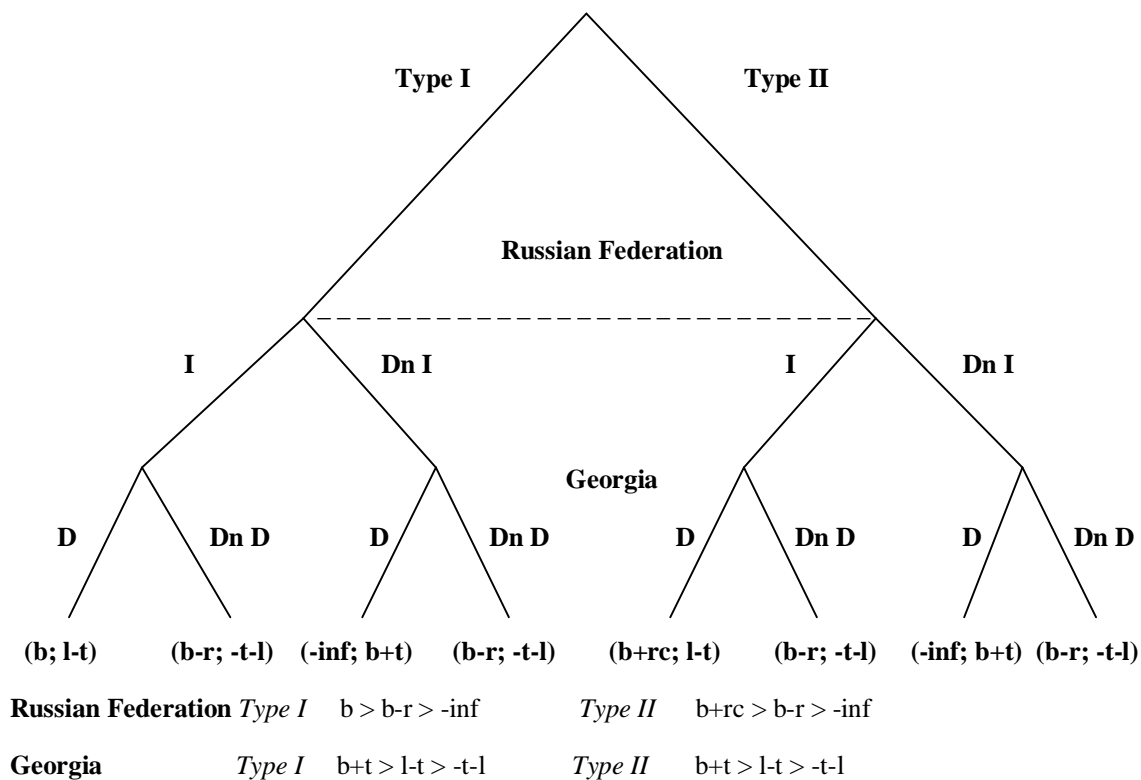 Type I Type II
Russian Federation
I Dn I I Dn I
Georgia
D Dn D D Dn D D Dn D D Dn D
(b; l-t) (b-r; -t-l) (-inf; b+t) (b-r; -t-l) (b+rc; l-t) (b-r; -t-l) (-inf; b+t) (b-r; -t-l)
Russian Federation Type I b > b-r > -inf Type II b+rc > b-r > -inf
Georgia Type I b+t > l-t > -t-l Type II b+t > l-t > -t-l